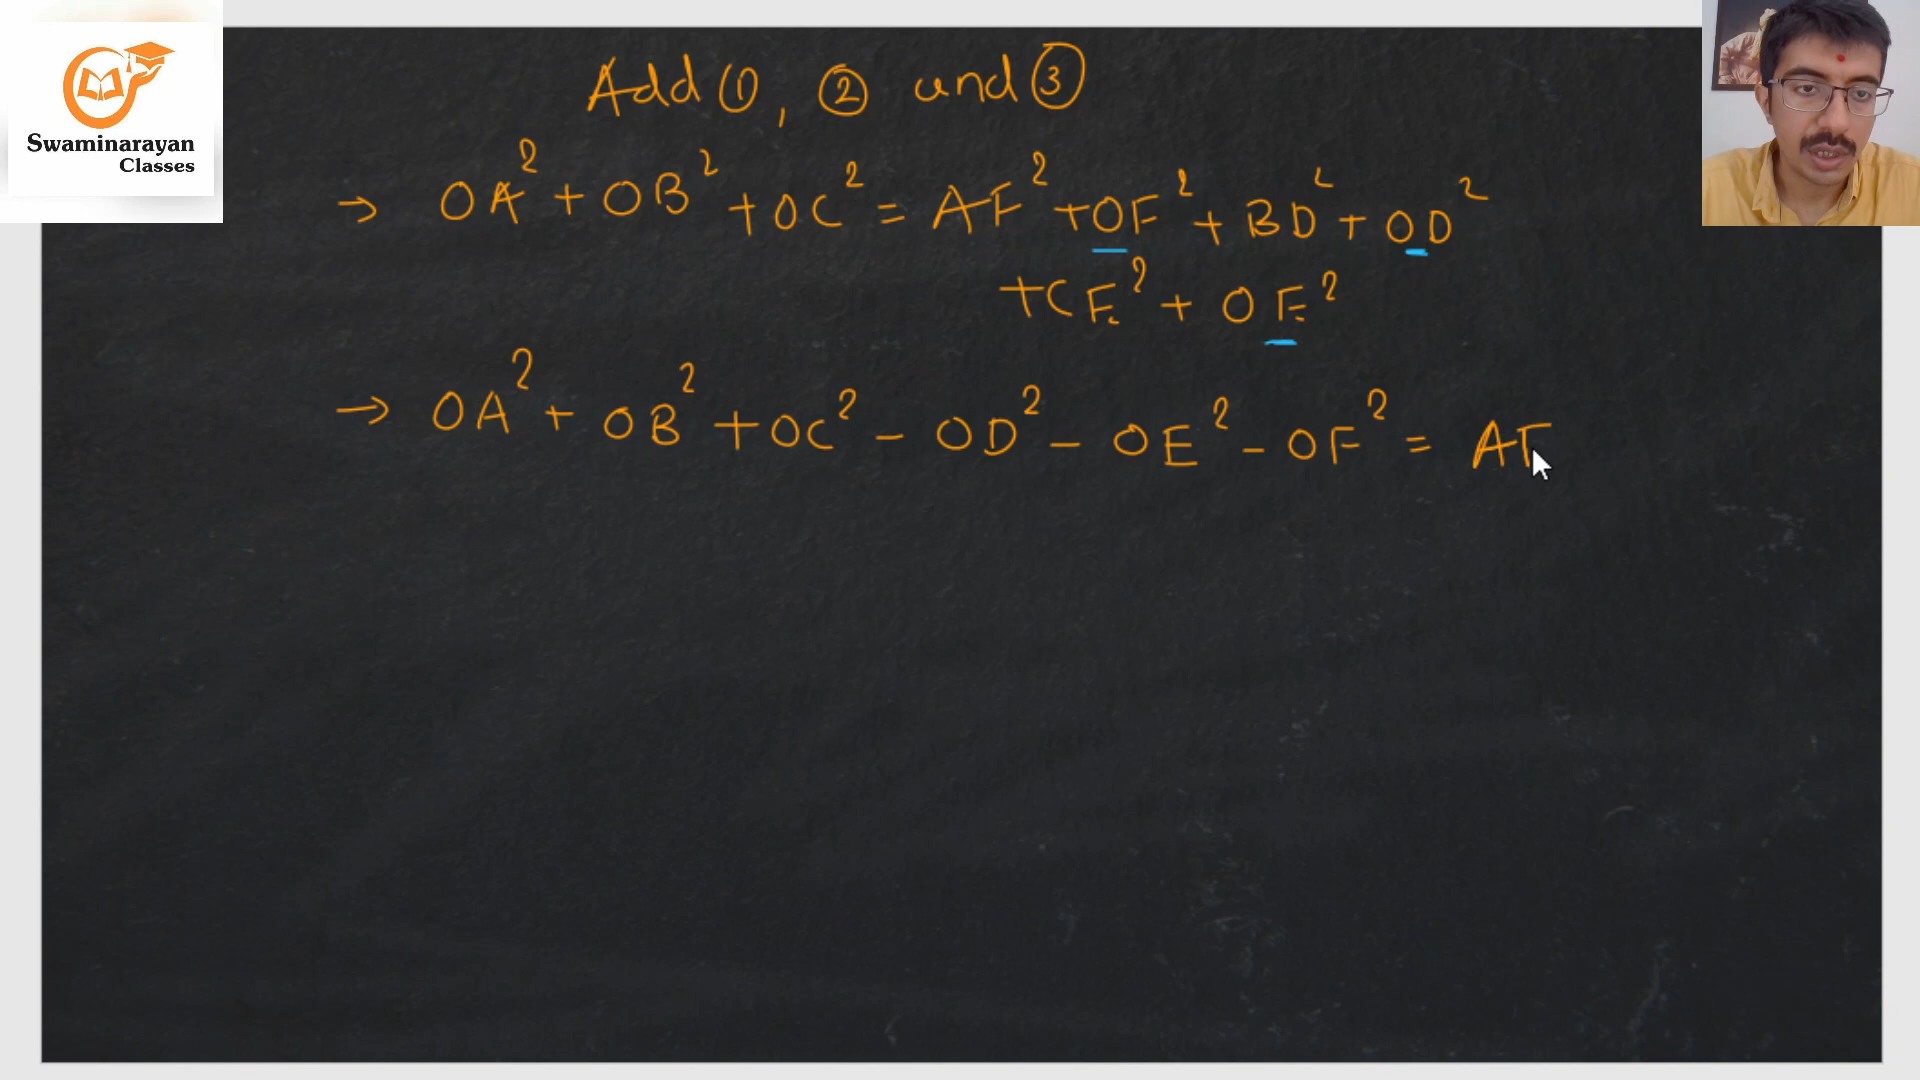 Swaminarayan
Classes
Add ①, ② and ③
→ OA² + OB² + OC² = AF² + OF² + BD² + OD²
+ CE² + OE²
→ OA² + OB² + OC² - OD² - OE² - OF² = AF